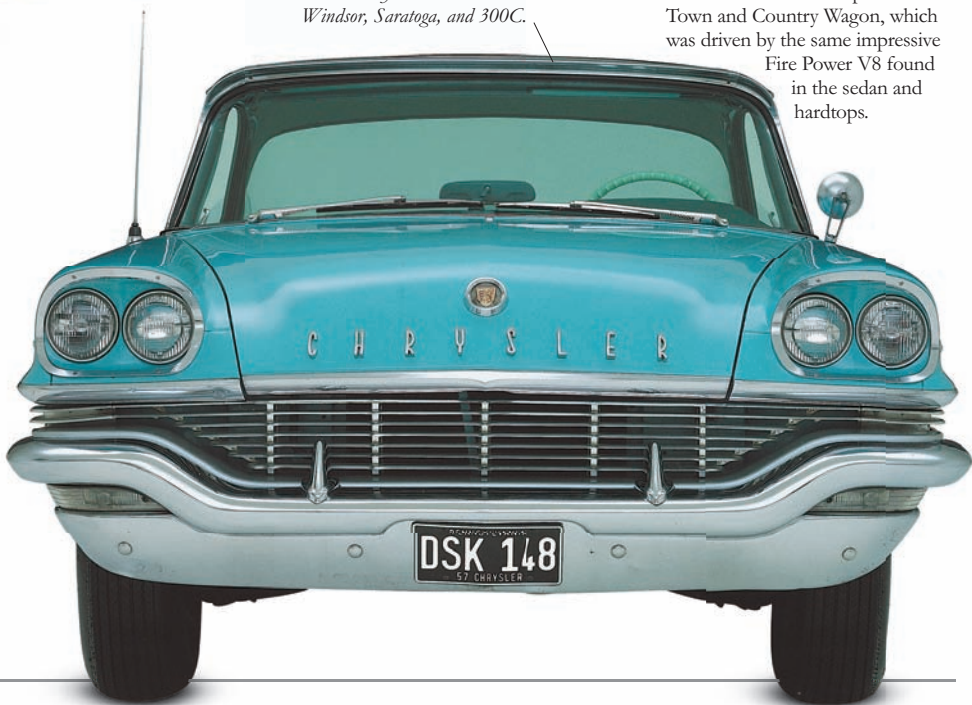 Windsor, Saratoga, and 300C.
Town and Country Wagon, which
was driven by the same impressive
Fire Power V8 found
in the sedan and
hardtops.
CHRYSLER
DSK 148
57 CHRYSLER